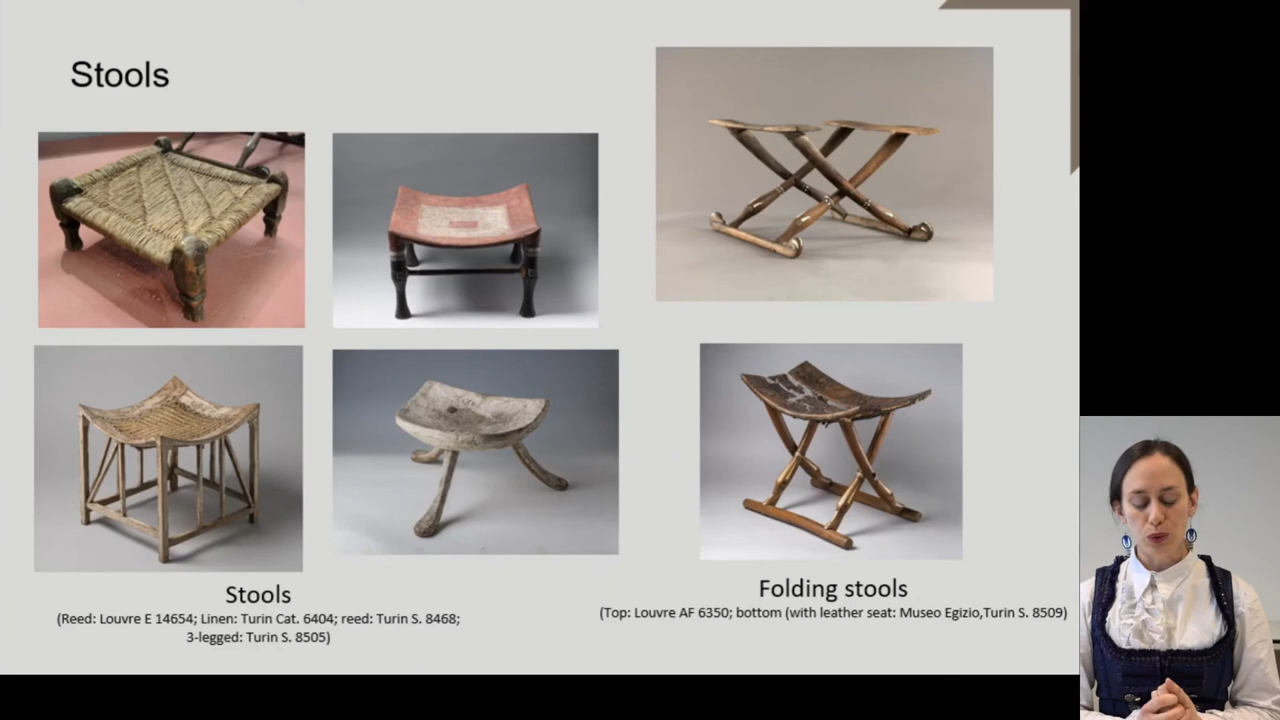 Stools
Stools
(Reed: Louvre E 14654; Linen: Turin Cat. 6404; reed: Turin S. 8468;
3-legged: Turin S. 8505)
Folding stools
(Top: Louvre AF 6350; bottom (with leather seat: Museo Egizio,Turin S. 8509)